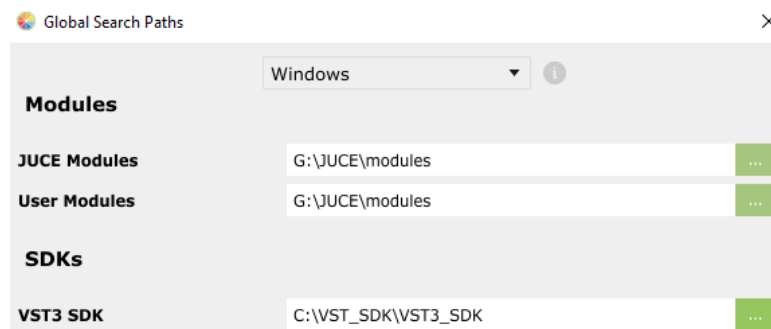 Global Search Paths
Windows
Modules
JUCE Modules G:\JUCE\modules ...
User Modules G:\JUCE\modules ...
SDKs
VST3 SDK C:\VST_SDK\VST3_SDK ...